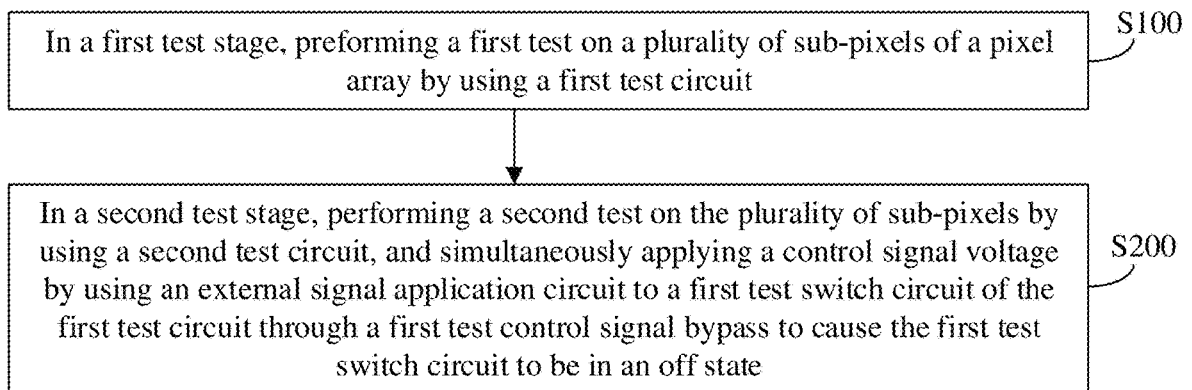 In a first test stage, preforming a first test on a plurality of sub-pixels of a pixel
array by using a first test circuit
S100
In a second test stage, performing a second test on the plurality of sub-pixels by
using a second test circuit, and simultaneously applying a control signal voltage
by using an external signal application circuit to a first test switch circuit of the
first test circuit through a first test control signal bypass to cause the first test
switch circuit to be in an off state
S200